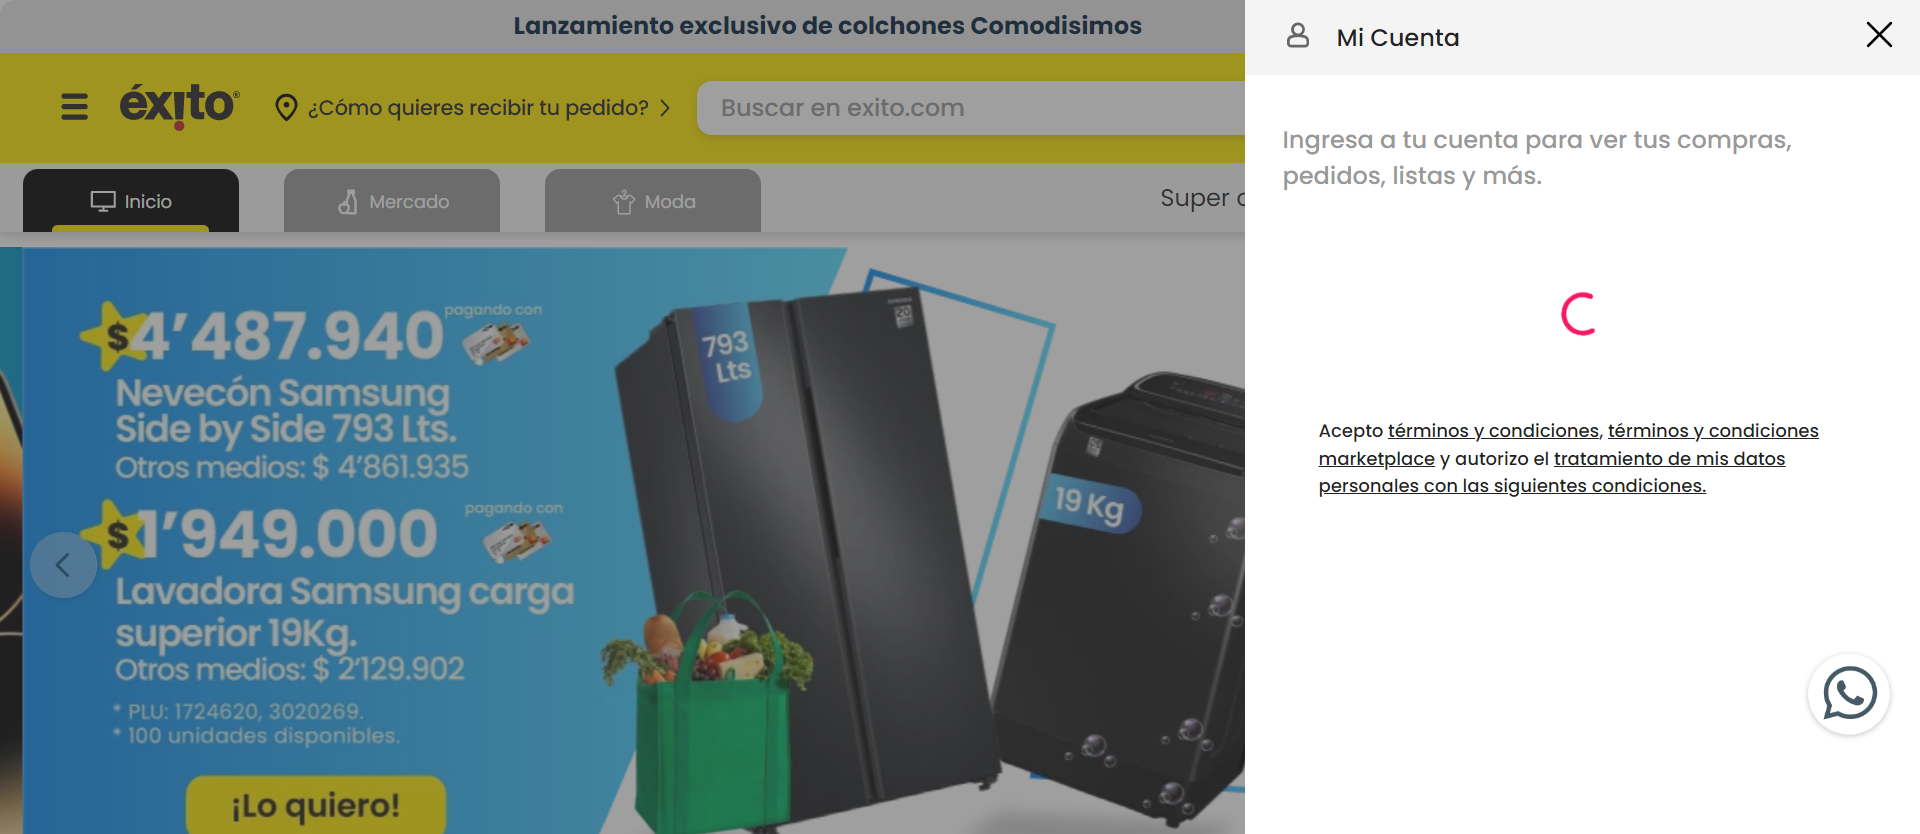 Lanzamiento exclusivo de colchones Comodisimos
éxito®
¿Cómo quieres recibir tu pedido?
Buscar en exito.com
Inicio
Mercado
Moda
Super
$4'487.940
pagando con
Nevecón Samsung
Side by Side 793 Lts.
Otros medios: $ 4'861.935
$1'949.000
pagando con
Lavadora Samsung carga
superior 19Kg.
Otros medios: $ 2'129.902
* PLU: 1724620, 3020269.
* 100 unidades disponibles.
¡Lo quiero!
793
Lts
SAMSUNG
20
19 Kg
Mi Cuenta
Ingresa a tu cuenta para ver tus compras,
pedidos, listas y más.
Acepto términos y condiciones, términos y condiciones
marketplace y autorizo el tratamiento de mis datos
personales con las siguientes condiciones.